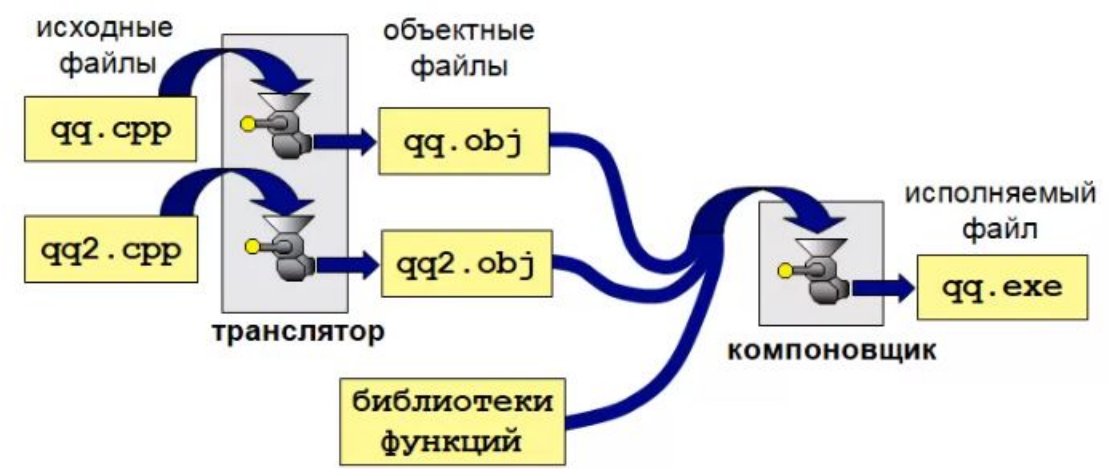 исходные
файлы
qq.cpp
qq2.cpp
транслятор
объектные
файлы
qq.obj
qq2.obj
библиотеки
функций
компоновщик
исполняемый
файл
qq.exe